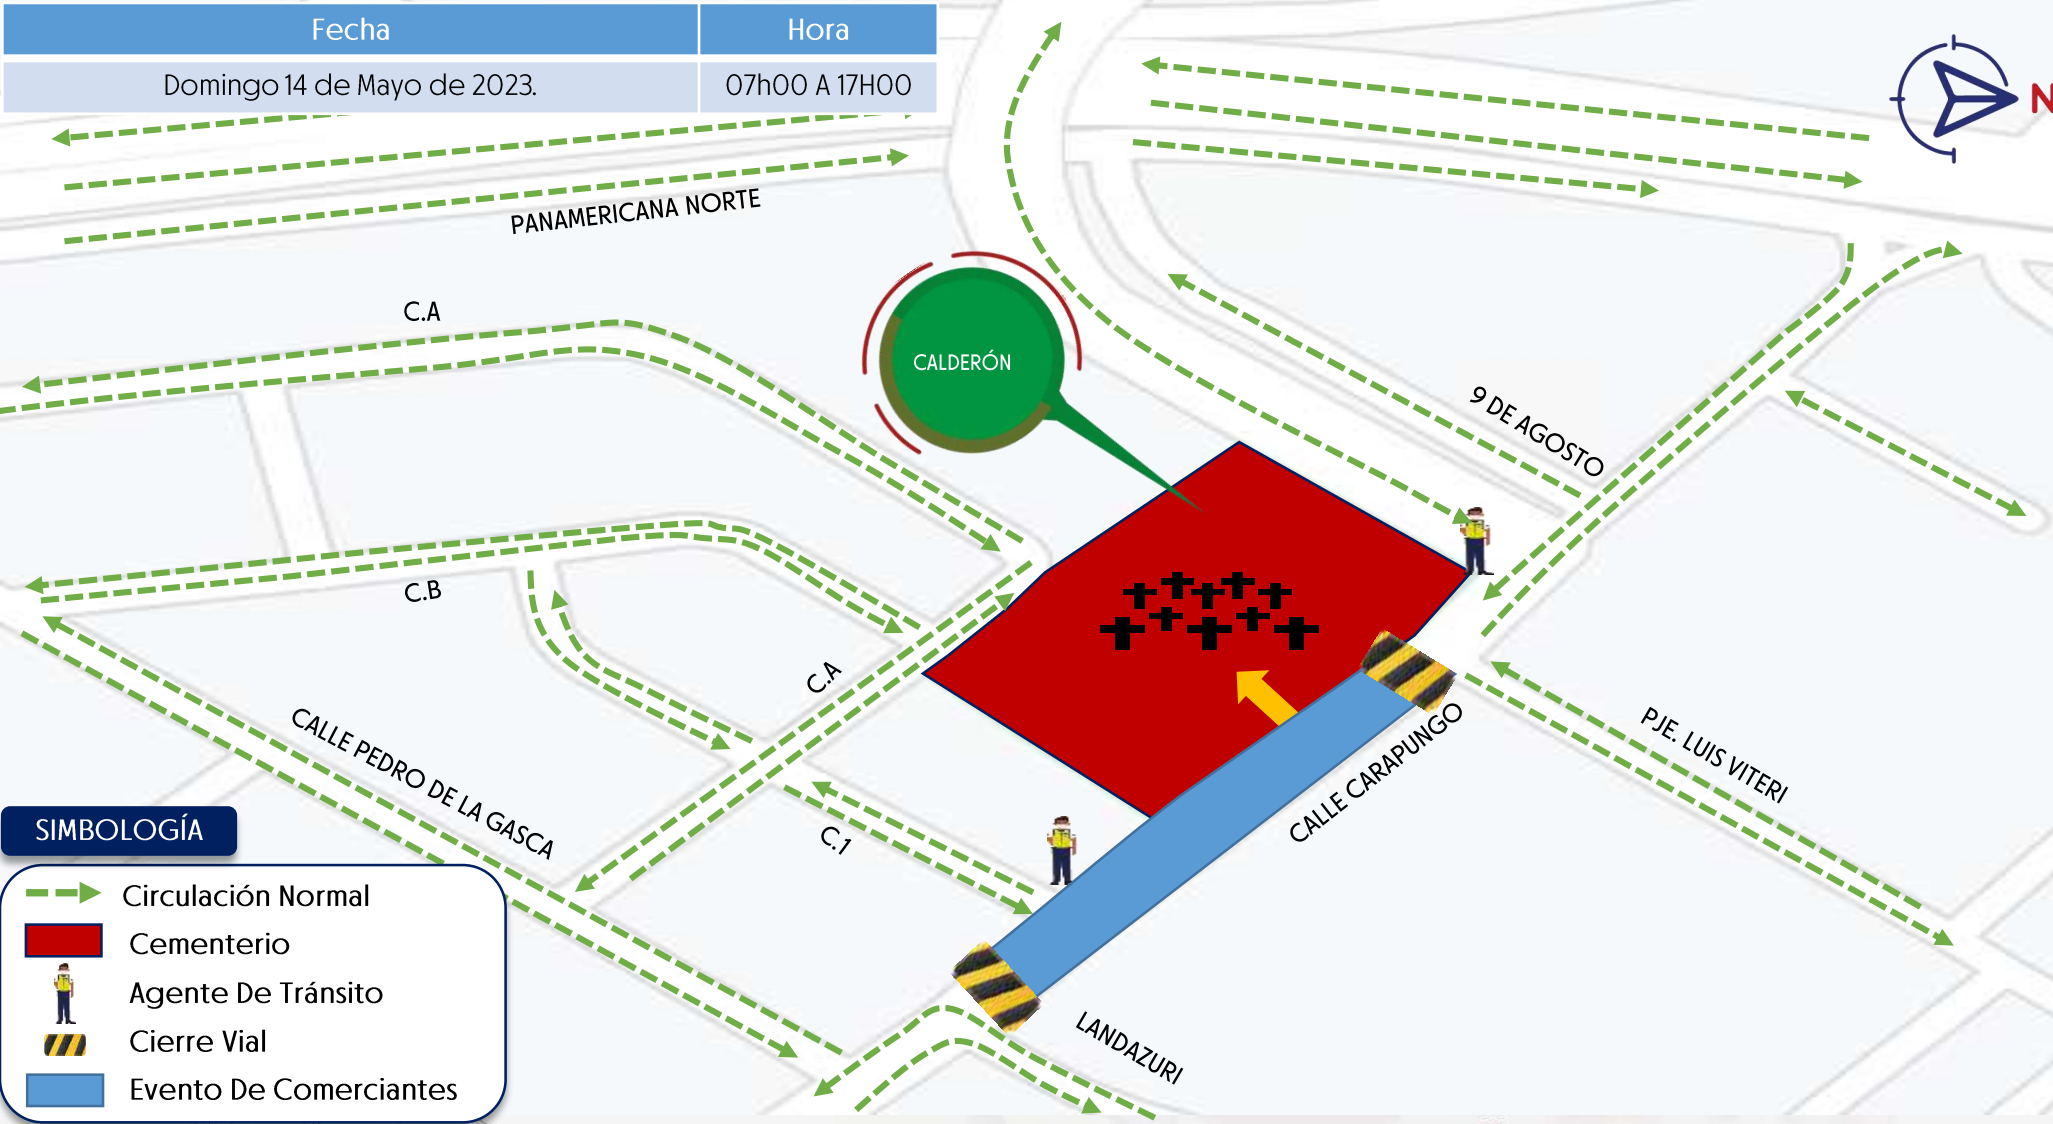 Fecha
Hora
Domingo 14 de Mayo de 2023.
07h00 A 17H00
N
PANAMERICANA NORTE
C.A
CALDERÓN
9 DE AGOSTO
C.B
C.A
CALLE PEDRO DE LA GASCA
C.1
CALLE CARAPUNGO
PJE. LUIS VITERI
LANDAZURI
SIMBOLOGÍA
Circulación Normal
Cementerio
Agente De Tránsito
Cierre Vial
Evento De Comerciantes